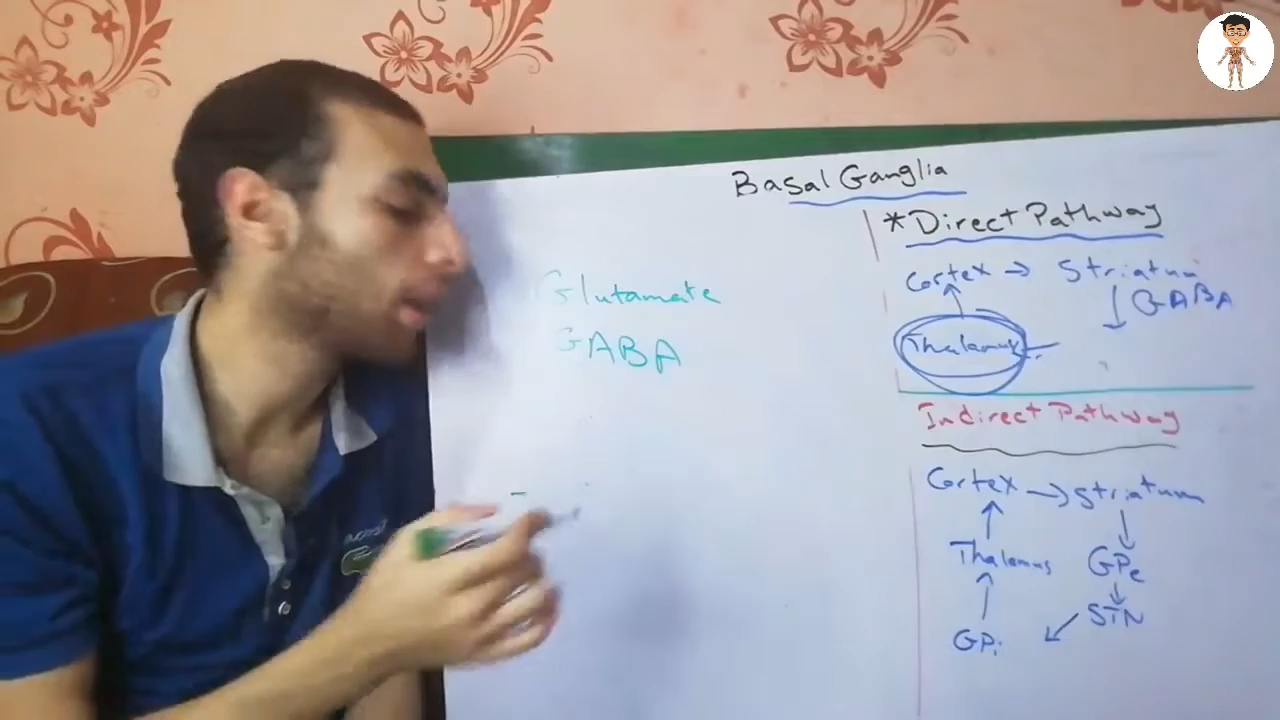 Basal Ganglia
*Direct Pathway
Cortex → Striatum
↓ GABA
↑
Thalamus
Glutamate
GABA
Indirect Pathway
Cortex → Striatum
↑ ↓
Thalamus GPe
↑ ↓
STN
↙
GPi